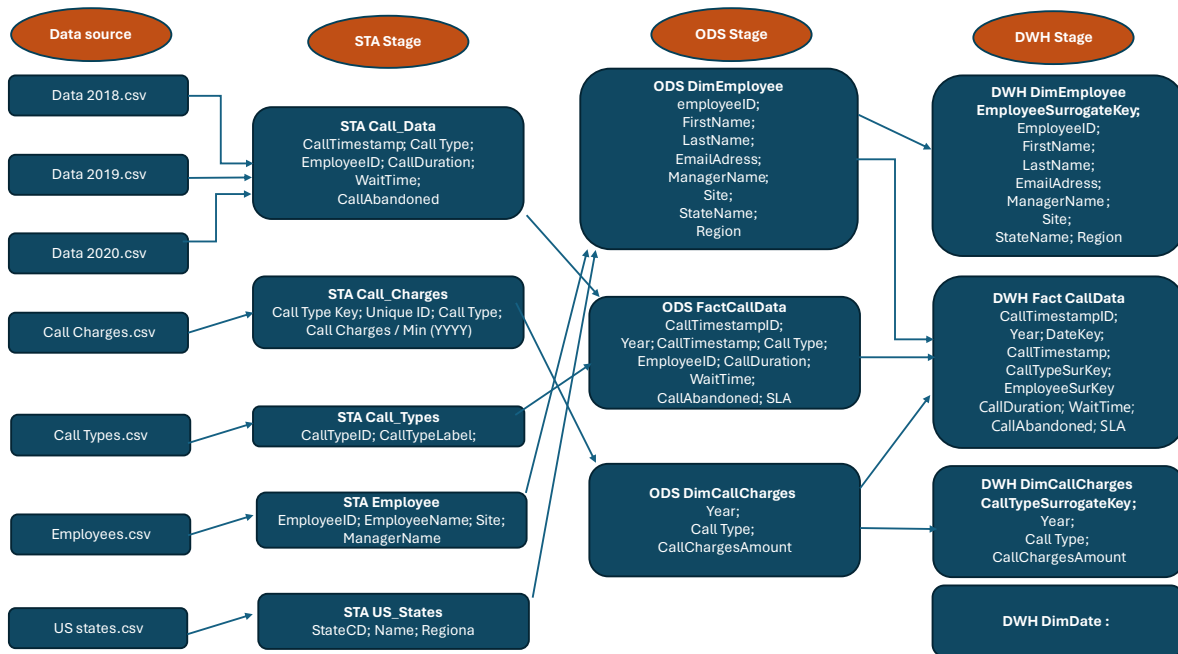 Data source
STA Stage
ODS Stage
DWH Stage
Data 2018.csv
Data 2019.csv
Data 2020.csv
Call Charges.csv
Call Types.csv
Employees.csv
US states.csv
STA Call_Data
CallTimestamp; Call Type;
EmployeeID; CallDuration;
WaitTime;
CallAbandoned
STA Call_Charges
Call Type Key; Unique ID; Call Type;
Call Charges / Min (YYYY)
STA Call_Types
CallTypeID; CallTypeLabel;
STA Employee
EmployeeID; EmployeeName; Site;
ManagerName
STA US_States
StateCD; Name; Regiona
ODS DimEmployee
employeeID;
FirstName;
LastName;
EmailAdress;
ManagerName;
Site;
StateName;
Region
ODS FactCallData
CallTimestampID;
Year; CallTimestamp; Call Type;
EmployeeID; CallDuration;
WaitTime;
CallAbandoned; SLA
ODS DimCallCharges
Year;
Call Type;
CallChargesAmount
DWH DimEmployee
EmployeeSurrogateKey;
EmployeeID;
FirstName;
LastName;
EmailAdress;
ManagerName;
Site;
StateName; Region
DWH Fact CallData
CallTimestampID;
Year; DateKey;
CallTimestamp;
CallTypeSurKey;
EmployeeSurKey
CallDuration; WaitTime;
CallAbandoned; SLA
DWH DimCallCharges
CallTypeSurrogateKey;
Year;
Call Type;
CallChargesAmount
DWH DimDate :